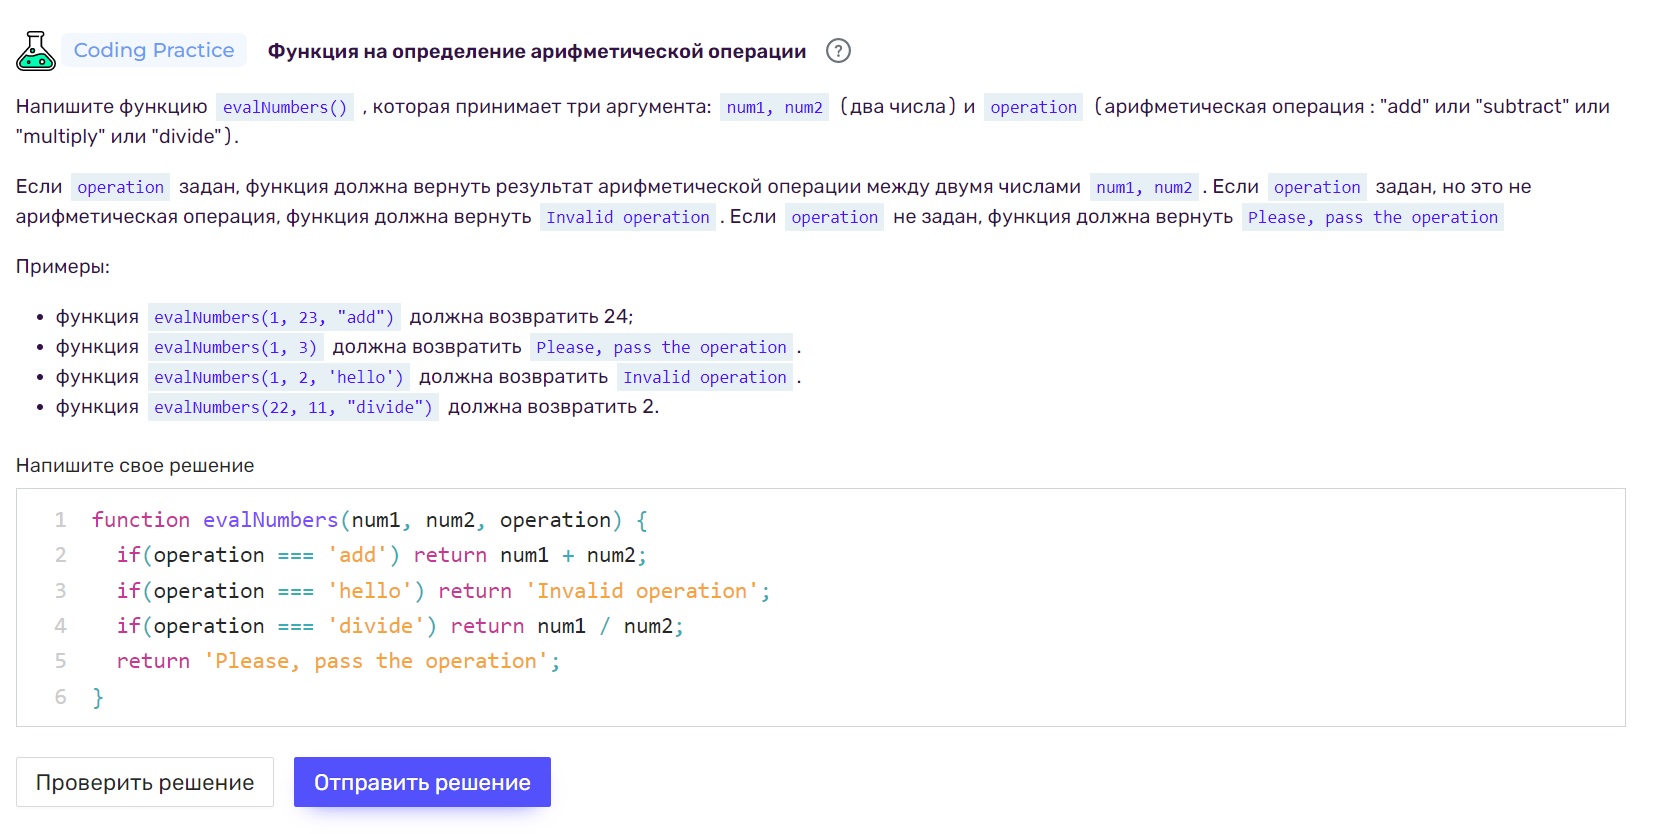 Coding Practice Функция на определение арифметической операции ?
Напишите функцию evalNumbers() , которая принимает три аргумента: num1, num2 (два числа) и operation (арифметическая операция : "add" или "subtract" или
"multiply" или "divide").
Если operation задан, функция должна вернуть результат арифметической операции между двумя числами num1, num2 . Если operation задан, но это не
арифметическая операция, функция должна вернуть Invalid operation . Если operation не задан, функция должна вернуть Please, pass the operation
Примеры:
• функция evalNumbers(1, 23, "add") должна возвратить 24;
• функция evalNumbers(1, 3) должна возвратить Please, pass the operation .
• функция evalNumbers(1, 2, 'hello') должна возвратить Invalid operation .
• функция evalNumbers(22, 11, "divide") должна возвратить 2.
Напишите свое решение
1 function evalNumbers(num1, num2, operation) {
2   if(operation === 'add') return num1 + num2;
3   if(operation === 'hello') return 'Invalid operation';
4   if(operation === 'divide') return num1 / num2;
5   return 'Please, pass the operation';
6 }
Проверить решение Отправить решение